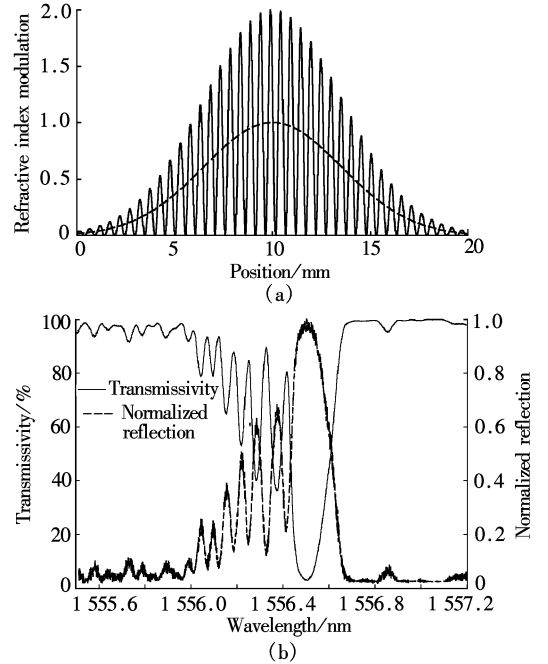 Refractive index modulation
2.0
1.5
1.0
0.5
0
0 5 10 15 20
Position/mm
(a)
Transmissivity/%
100
80
60
40
20
0
Transmissivity
Normalized
reflection
1.0
0.8
0.6
0.4
0.2
0
Normalized reflection
1 555.6 1 556.0 1 556.4 1 556.8 1 557.2
Wavelength/nm
(b)